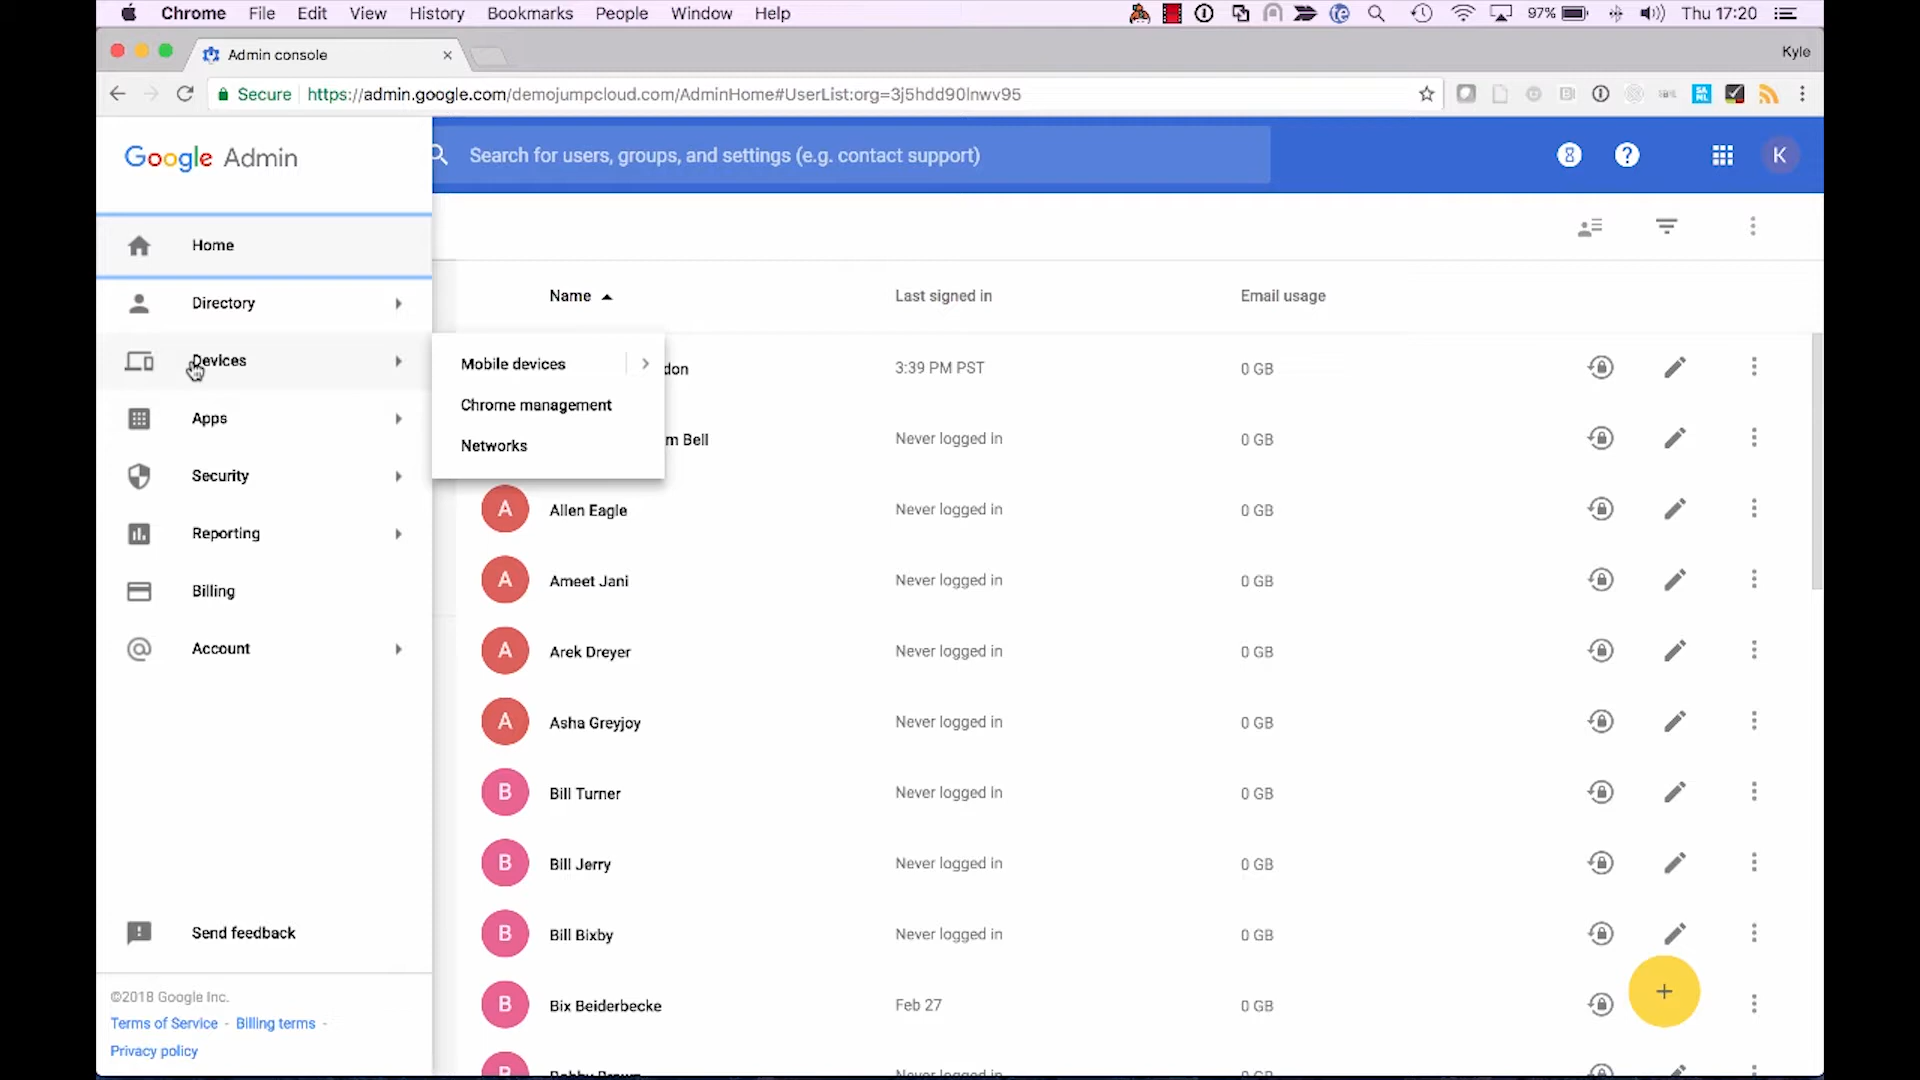 Chrome File Edit View History Bookmarks People Window Help 97% Thu 17:20
Admin console Kyle
Secure https://admin.google.com/demojumpcloud.com/AdminHome#UserList:org=3j5hdd90lnwv95
Google Admin
Search for users, groups, and settings (e.g. contact support)
K
Home
Directory
Devices
Apps
Security
Reporting
Billing
Account
Send feedback
©2018 Google Inc.
Terms of Service - Billing terms -
Privacy policy
Mobile devices
Chrome management
Networks
Name Last signed in Email usage
don 3:39 PM PST 0 GB
m Bell Never logged in 0 GB
A Allen Eagle Never logged in 0 GB
A Ameet Jani Never logged in 0 GB
A Arek Dreyer Never logged in 0 GB
A Asha Greyjoy Never logged in 0 GB
B Bill Turner Never logged in 0 GB
B Bill Jerry Never logged in 0 GB
B Bill Bixby Never logged in 0 GB
B Bix Beiderbecke Feb 27 0 GB
+
B Bobby Brown Never logged in 0 GB